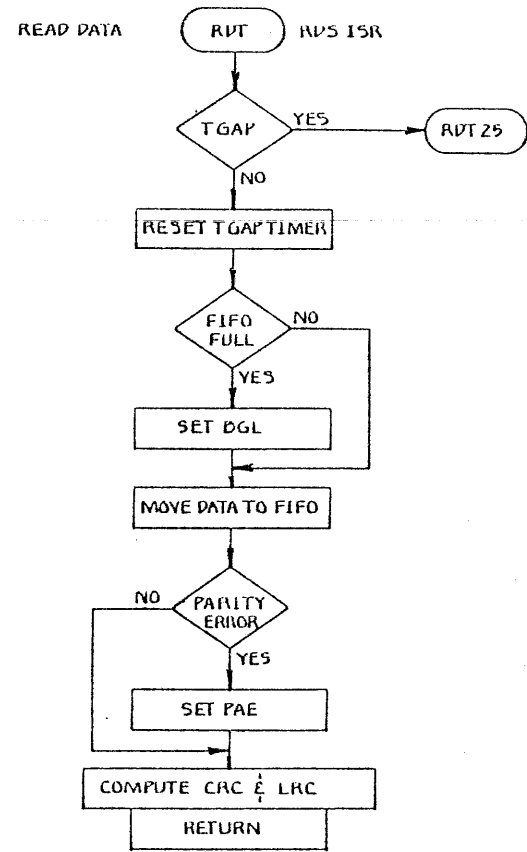 READ DATA RDT RDS ISR
TGAP
YES
RDT 25
NO
RESET TGAP TIMER
FIFO
FULL
NO
YES
SET BGL
MOVE DATA TO FIFO
NO
PARITY
ERROR
YES
SET PAE
COMPUTE CRC & LRC
RETURN